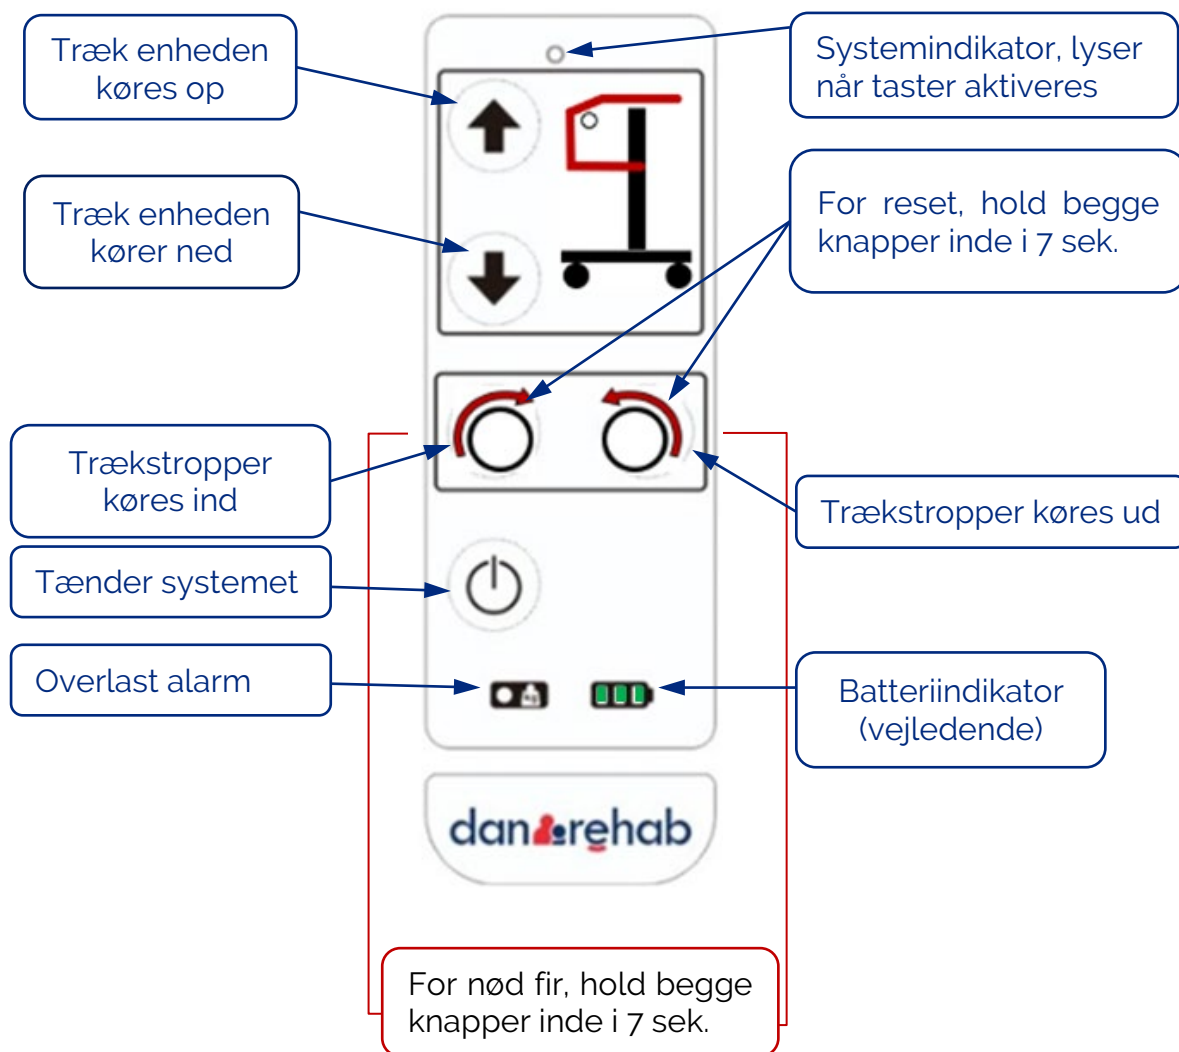 Træk enheden
køres op
Systemindikator, lyser
når taster aktiveres
Træk enheden
kører ned
For reset, hold begge
knapper inde i 7 sek.
Trækstropper
køres ind
Trækstropper køres ud
Tænder systemet
Overlast alarm
Batteriindikator
(vejledende)
dan rehab
For nød fir, hold begge
knapper inde i 7 sek.